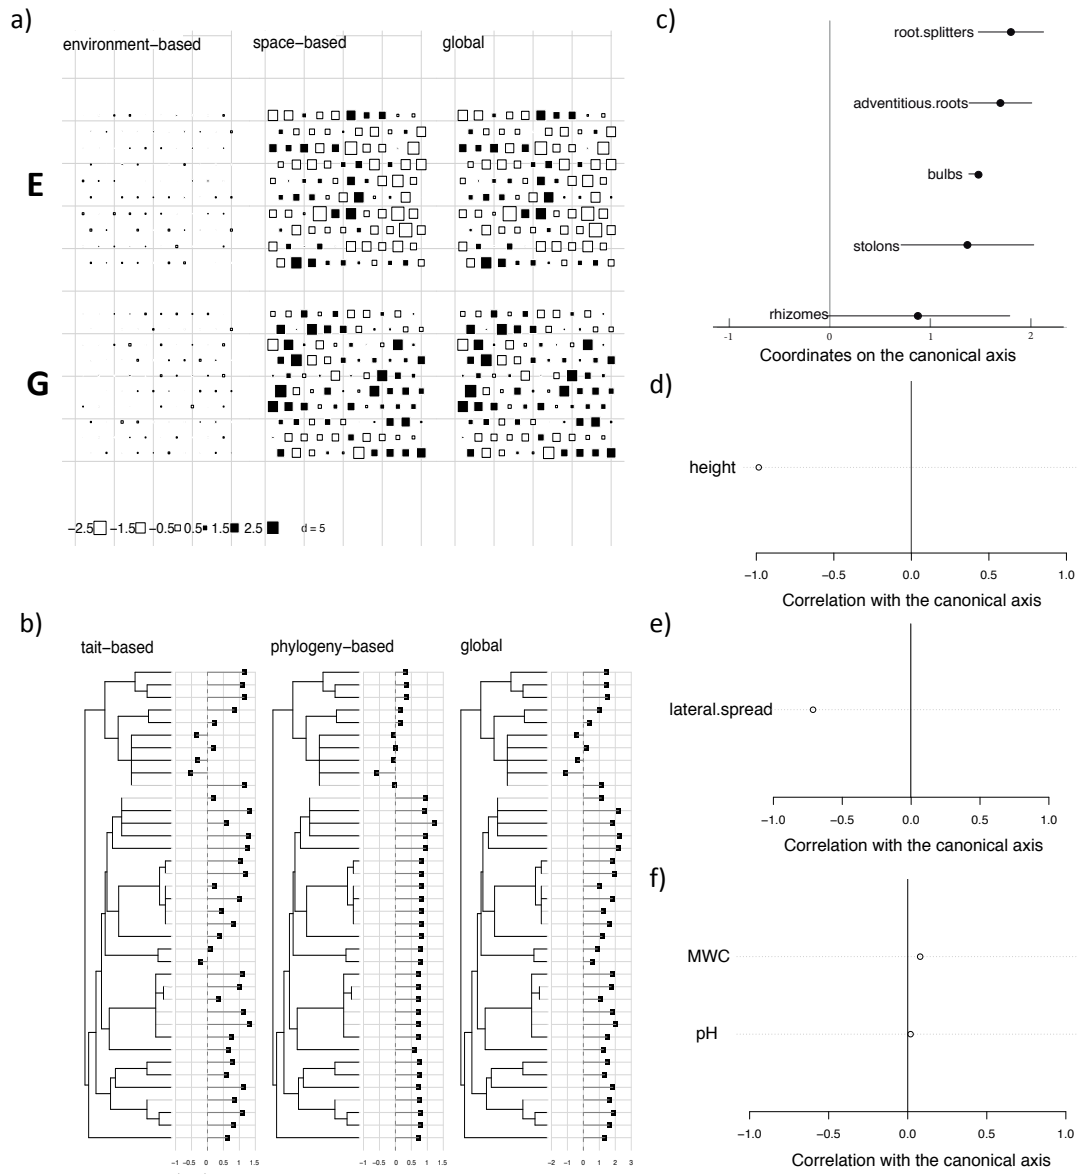 a)
environment−based space−based global
E
G
−2.5 −1.5 −0.5 0.5 1.5 2.5 d = 5
b)
tait−based phylogeny−based global
−1 −0.5 0 0.5 1 1.5 −1 −0.5 0 0.5 1 1.5 −2 −1 0 1 2 3
c)
root.splitters
adventitious.roots
bulbs
stolons
rhizomes
-1 0 1 2
Coordinates on the canonical axis
d)
height
−1.0 −0.5 0.0 0.5 1.0
Correlation with the canonical axis
e)
lateral.spread
−1.0 −0.5 0.0 0.5 1.0
Correlation with the canonical axis
f)
MWC
pH
−1.0 −0.5 0.0 0.5 1.0
Correlation with the canonical axis